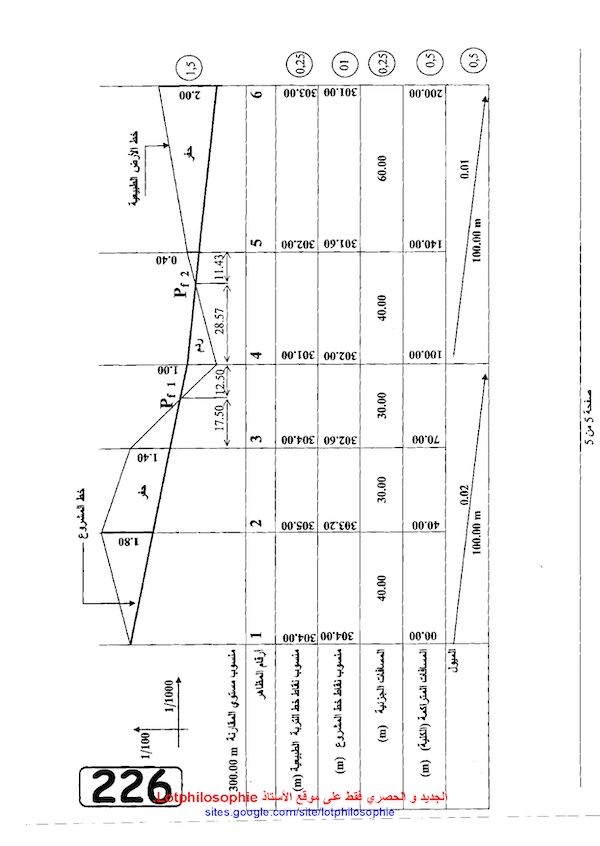 226
1/100
1/1000
1,5
0,25
01
0,25
0,5
0,5
خط المشروع
خط الأرض الطبيعية
حفر
ردم
حفر
1.80
1.40
1.00
0.40
2.00
Pf 1
Pf 2
17.50
12.50
28.57
11.43
منسوب مستوي المقارنة 300.00 m
أرقام المظاهر
1
2
3
4
5
6
منسوب نقاط خط التربة الطبيعية (m)
304.00
305.00
304.00
301.00
302.00
303.00
منسوب نقاط خط المشروع (m)
304.00
303.20
302.60
302.00
301.60
301.00
المسافات الجزئية (m)
40.00
30.00
30.00
40.00
60.00
المسافات المتراكمة (الكلية) (m)
00.00
40.00
70.00
100.00
140.00
200.00
الميول
0.02
100.00 m
0.01
100.00 m
صفحة 5 من 5
الجديد و الحصري فقط على موقع الأستاذ Lotphilosophie
sites.google.com/site/lotphilosophie